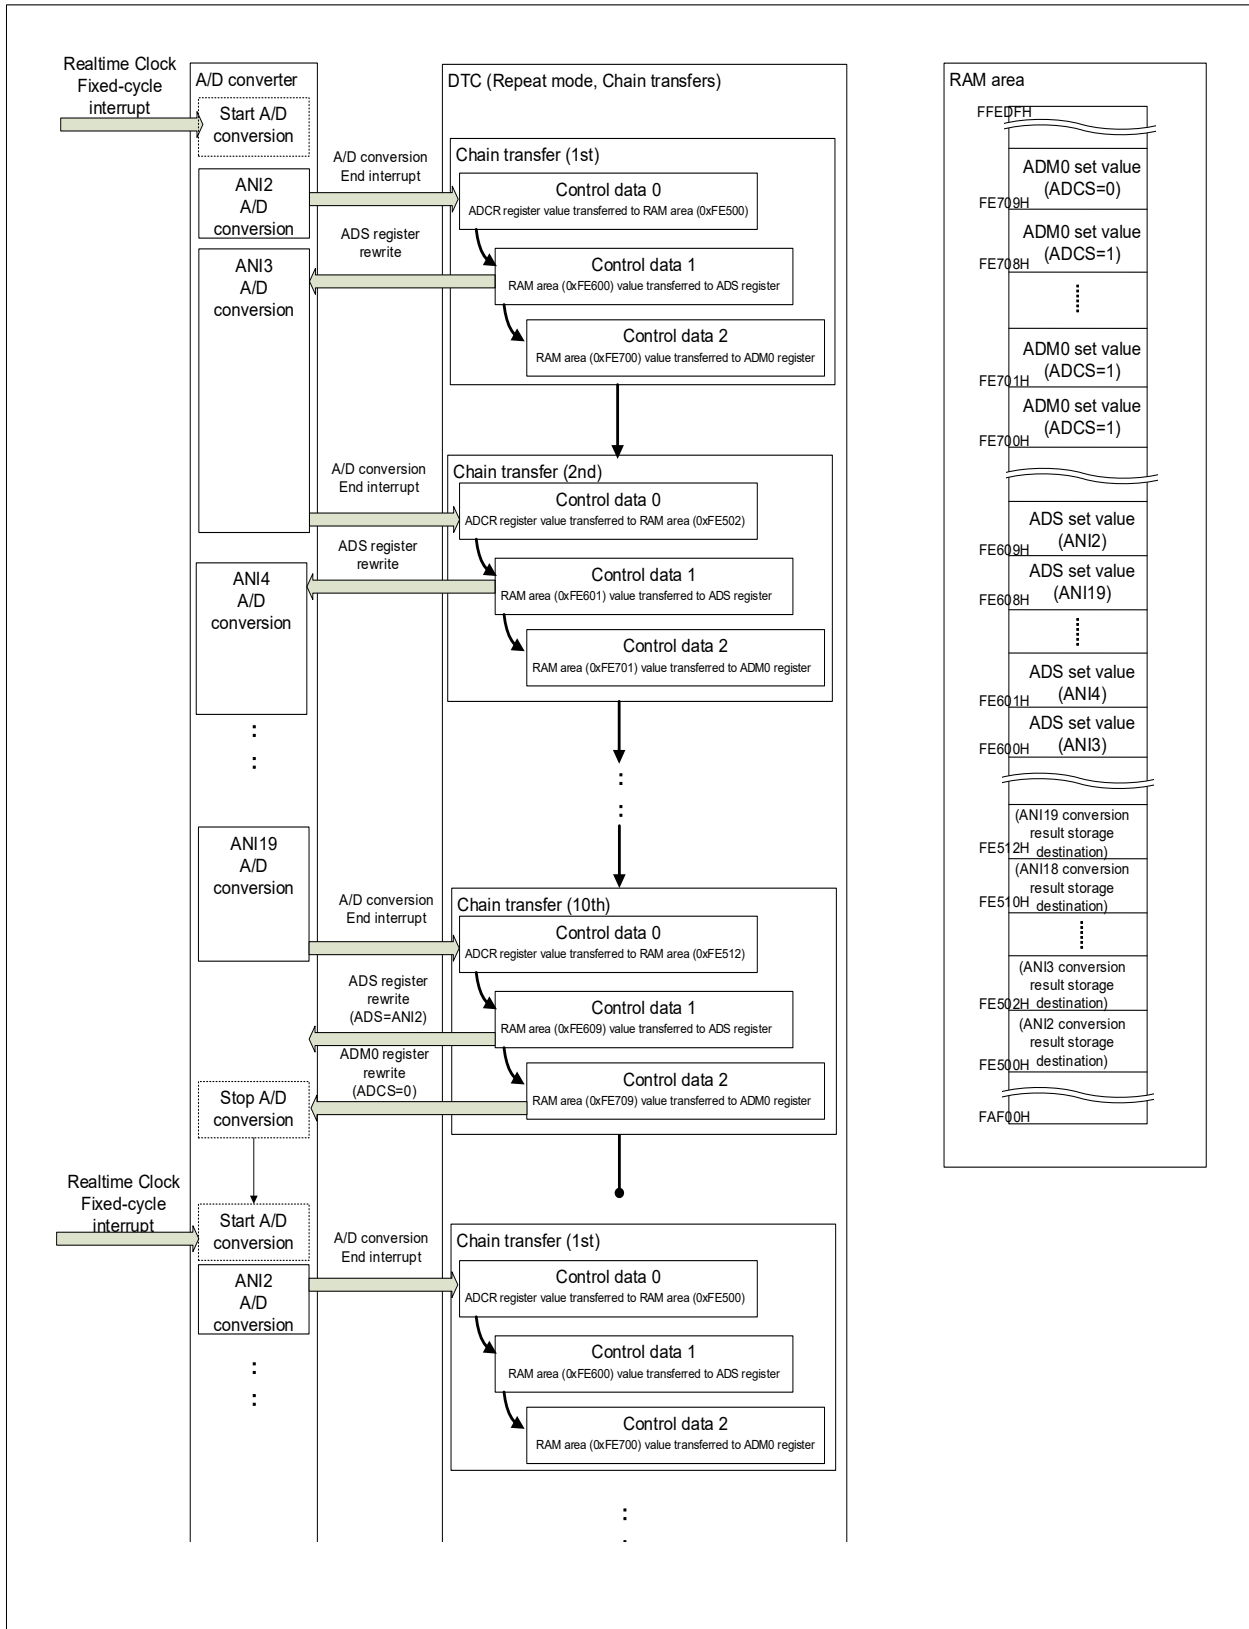 Realtime Clock
Fixed-cycle
interrupt
A/D converter
Start A/D
conversion
ANI2
A/D
conversion
ANI3
A/D
conversion
ANI4
A/D
conversion
:
:
ANI19
A/D
conversion
Stop A/D
conversion
Realtime Clock
Fixed-cycle
interrupt
Start A/D
conversion
ANI2
A/D
conversion
:
:
A/D conversion
End interrupt
ADS register
rewrite
A/D conversion
End interrupt
ADS register
rewrite
A/D conversion
End interrupt
ADS register
rewrite
(ADS=ANI2)
ADM0 register
rewrite
(ADCS=0)
A/D conversion
End interrupt
DTC (Repeat mode, Chain transfers)
Chain transfer (1st)
Control data 0
ADCR register value transferred to RAM area (0xFE500)
Control data 1
RAM area (0xFE600) value transferred to ADS register
Control data 2
RAM area (0xFE700) value transferred to ADM0 register
Chain transfer (2nd)
Control data 0
ADCR register value transferred to RAM area (0xFE502)
Control data 1
RAM area (0xFE601) value transferred to ADS register
Control data 2
RAM area (0xFE701) value transferred to ADM0 register
:
:
Chain transfer (10th)
Control data 0
ADCR register value transferred to RAM area (0xFE512)
Control data 1
RAM area (0xFE609) value transferred to ADS register
Control data 2
RAM area (0xFE709) value transferred to ADM0 register
Chain transfer (1st)
Control data 0
ADCR register value transferred to RAM area (0xFE500)
Control data 1
RAM area (0xFE600) value transferred to ADS register
Control data 2
RAM area (0xFE700) value transferred to ADM0 register
:
RAM area
FFEDFH
ADM0 set value
(ADCS=0)
FE709H
ADM0 set value
(ADCS=1)
FE708H
ADM0 set value
(ADCS=1)
FE701H
ADM0 set value
(ADCS=1)
FE700H
ADS set value
(ANI2)
FE609H
ADS set value
(ANI19)
FE608H
ADS set value
(ANI4)
FE601H
ADS set value
(ANI3)
FE600H
(ANI19 conversion
result storage
destination)
FE512H
(ANI18 conversion
result storage
destination)
FE510H
(ANI3 conversion
result storage
destination)
FE502H
(ANI2 conversion
result storage
destination)
FE500H
FAF00H